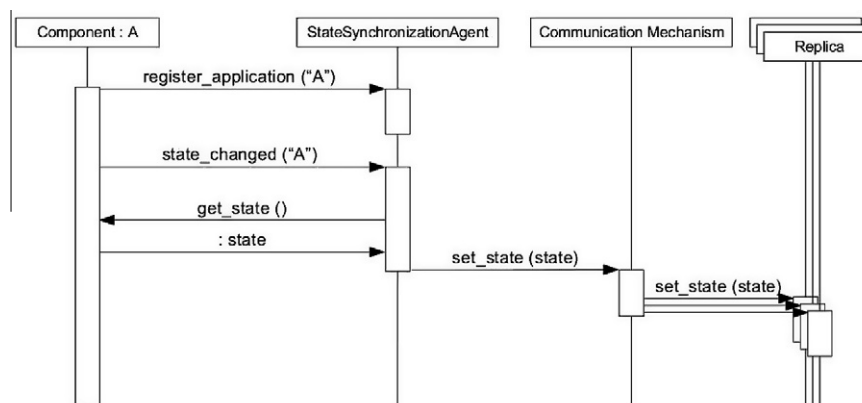 Component : A
StateSynchronizationAgent
Communication Mechanism
Replica
register_application (“A”)
state_changed (“A”)
get_state ()
: state
set_state (state)
set_state (state)